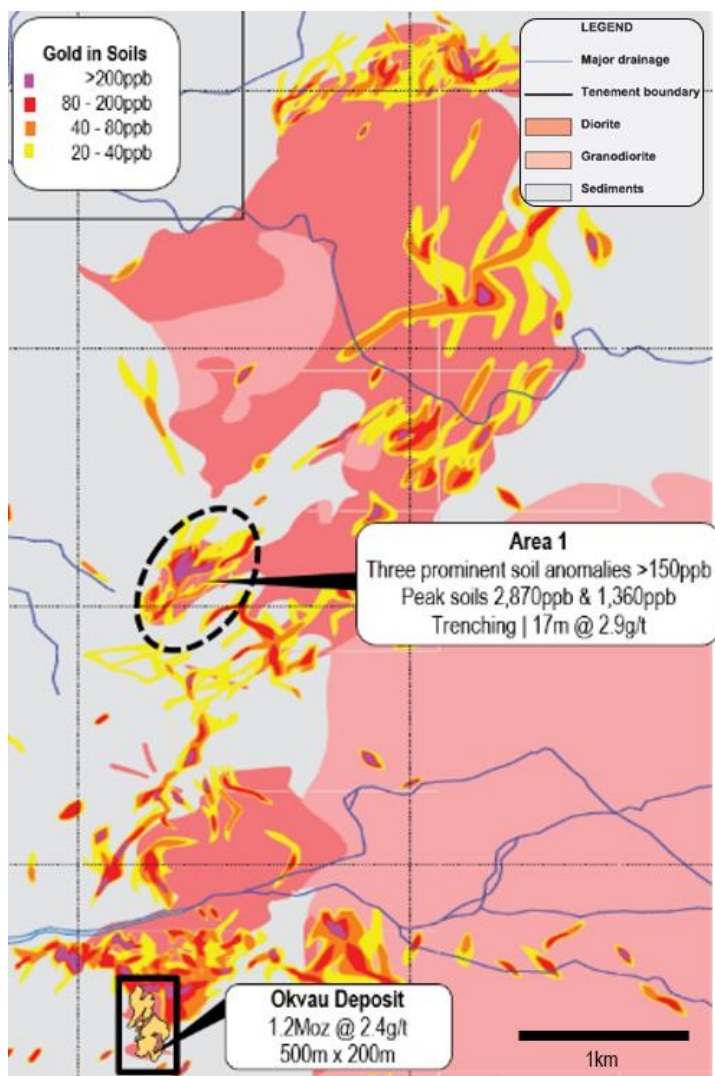 Gold in Soils
>200ppb
80 - 200ppb
40 - 80ppb
20 - 40ppb
LEGEND
Major drainage
Tenement boundary
Diorite
Granodiorite
Sediments
Area 1
Three prominent soil anomalies >150ppb
Peak soils 2,870ppb & 1,360ppb
Trenching | 17m @ 2.9g/t
Okvau Deposit
1.2Moz @ 2.4g/t
500m x 200m
1km